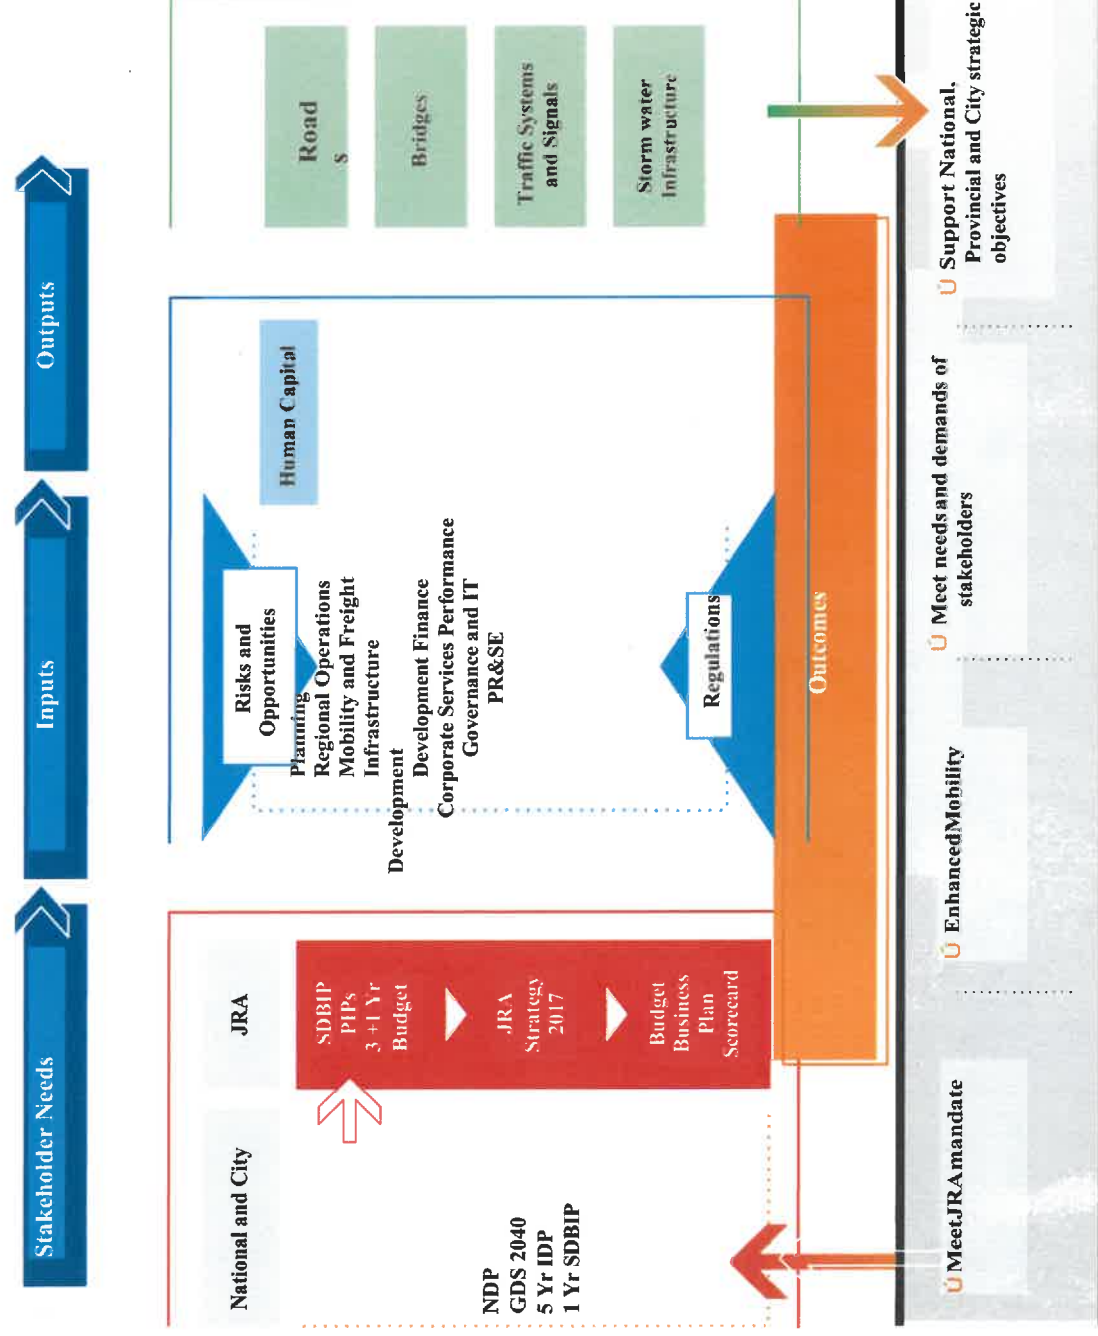 Stakeholder Needs
Inputs
Outputs
National and City
NDP
GDS 2040
5 Yr IDP
1 Yr SDBIP
JRA
SDBIP
PIPs
3 +1 Yr
Budget
JRA
Strategy
2017
Budget
Business
Plan
Scorecard
Risks and
Opportunities
Planning
Regional Operations
Mobility and Freight
Infrastructure
Development
Development Finance
Corporate Services Performance
Governance and IT
PR&SE
Regulations
Human Capital
Road
s
Bridges
Traffic Systems
and Signals
Storm water
Infrastructure
Outcomes
Ù MeetJRAmandate
Ù EnhancedMobility
Ù Meet needsand demands of
stakeholders
Ù Support National,
Provincial and City strategic
objectives